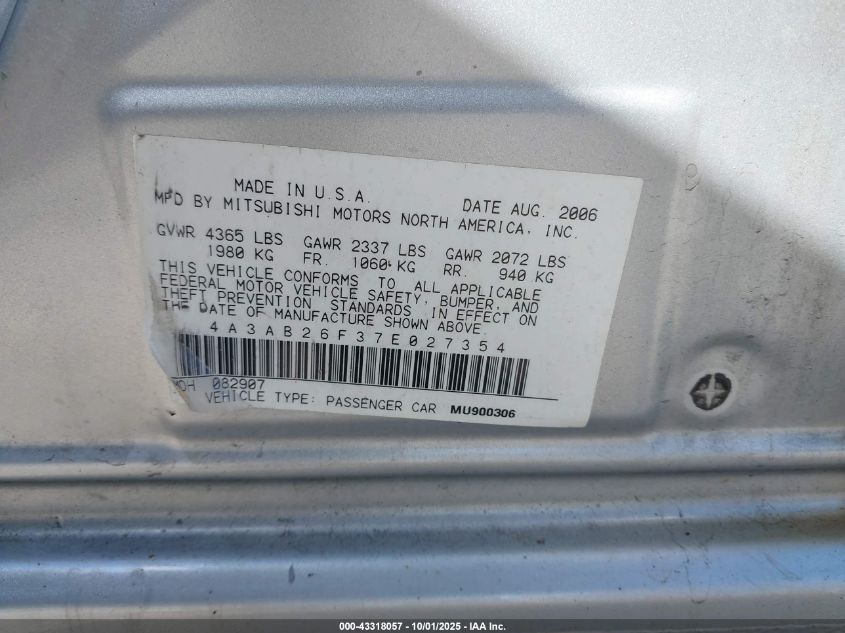 MADE IN U.S.A. DATE AUG. 2006
MFD BY MITSUBISHI MOTORS NORTH AMERICA, INC.
GVWR 4365 LBS GAWR 2337 LBS GAWR 2072 LBS
1980 KG FR. 1060 KG RR. 940 KG
THIS VEHICLE CONFORMS TO ALL APPLICABLE
FEDERAL MOTOR VEHICLE SAFETY, BUMPER, AND
THEFT PREVENTION STANDARDS IN EFFECT ON
THE DATE OF MANUFACTURE SHOWN ABOVE.
4A3AB26F37E027354
082907
VEHICLE TYPE: PASSENGER CAR MU900306
000-43318057 • 10/01/2025 • IAA Inc.